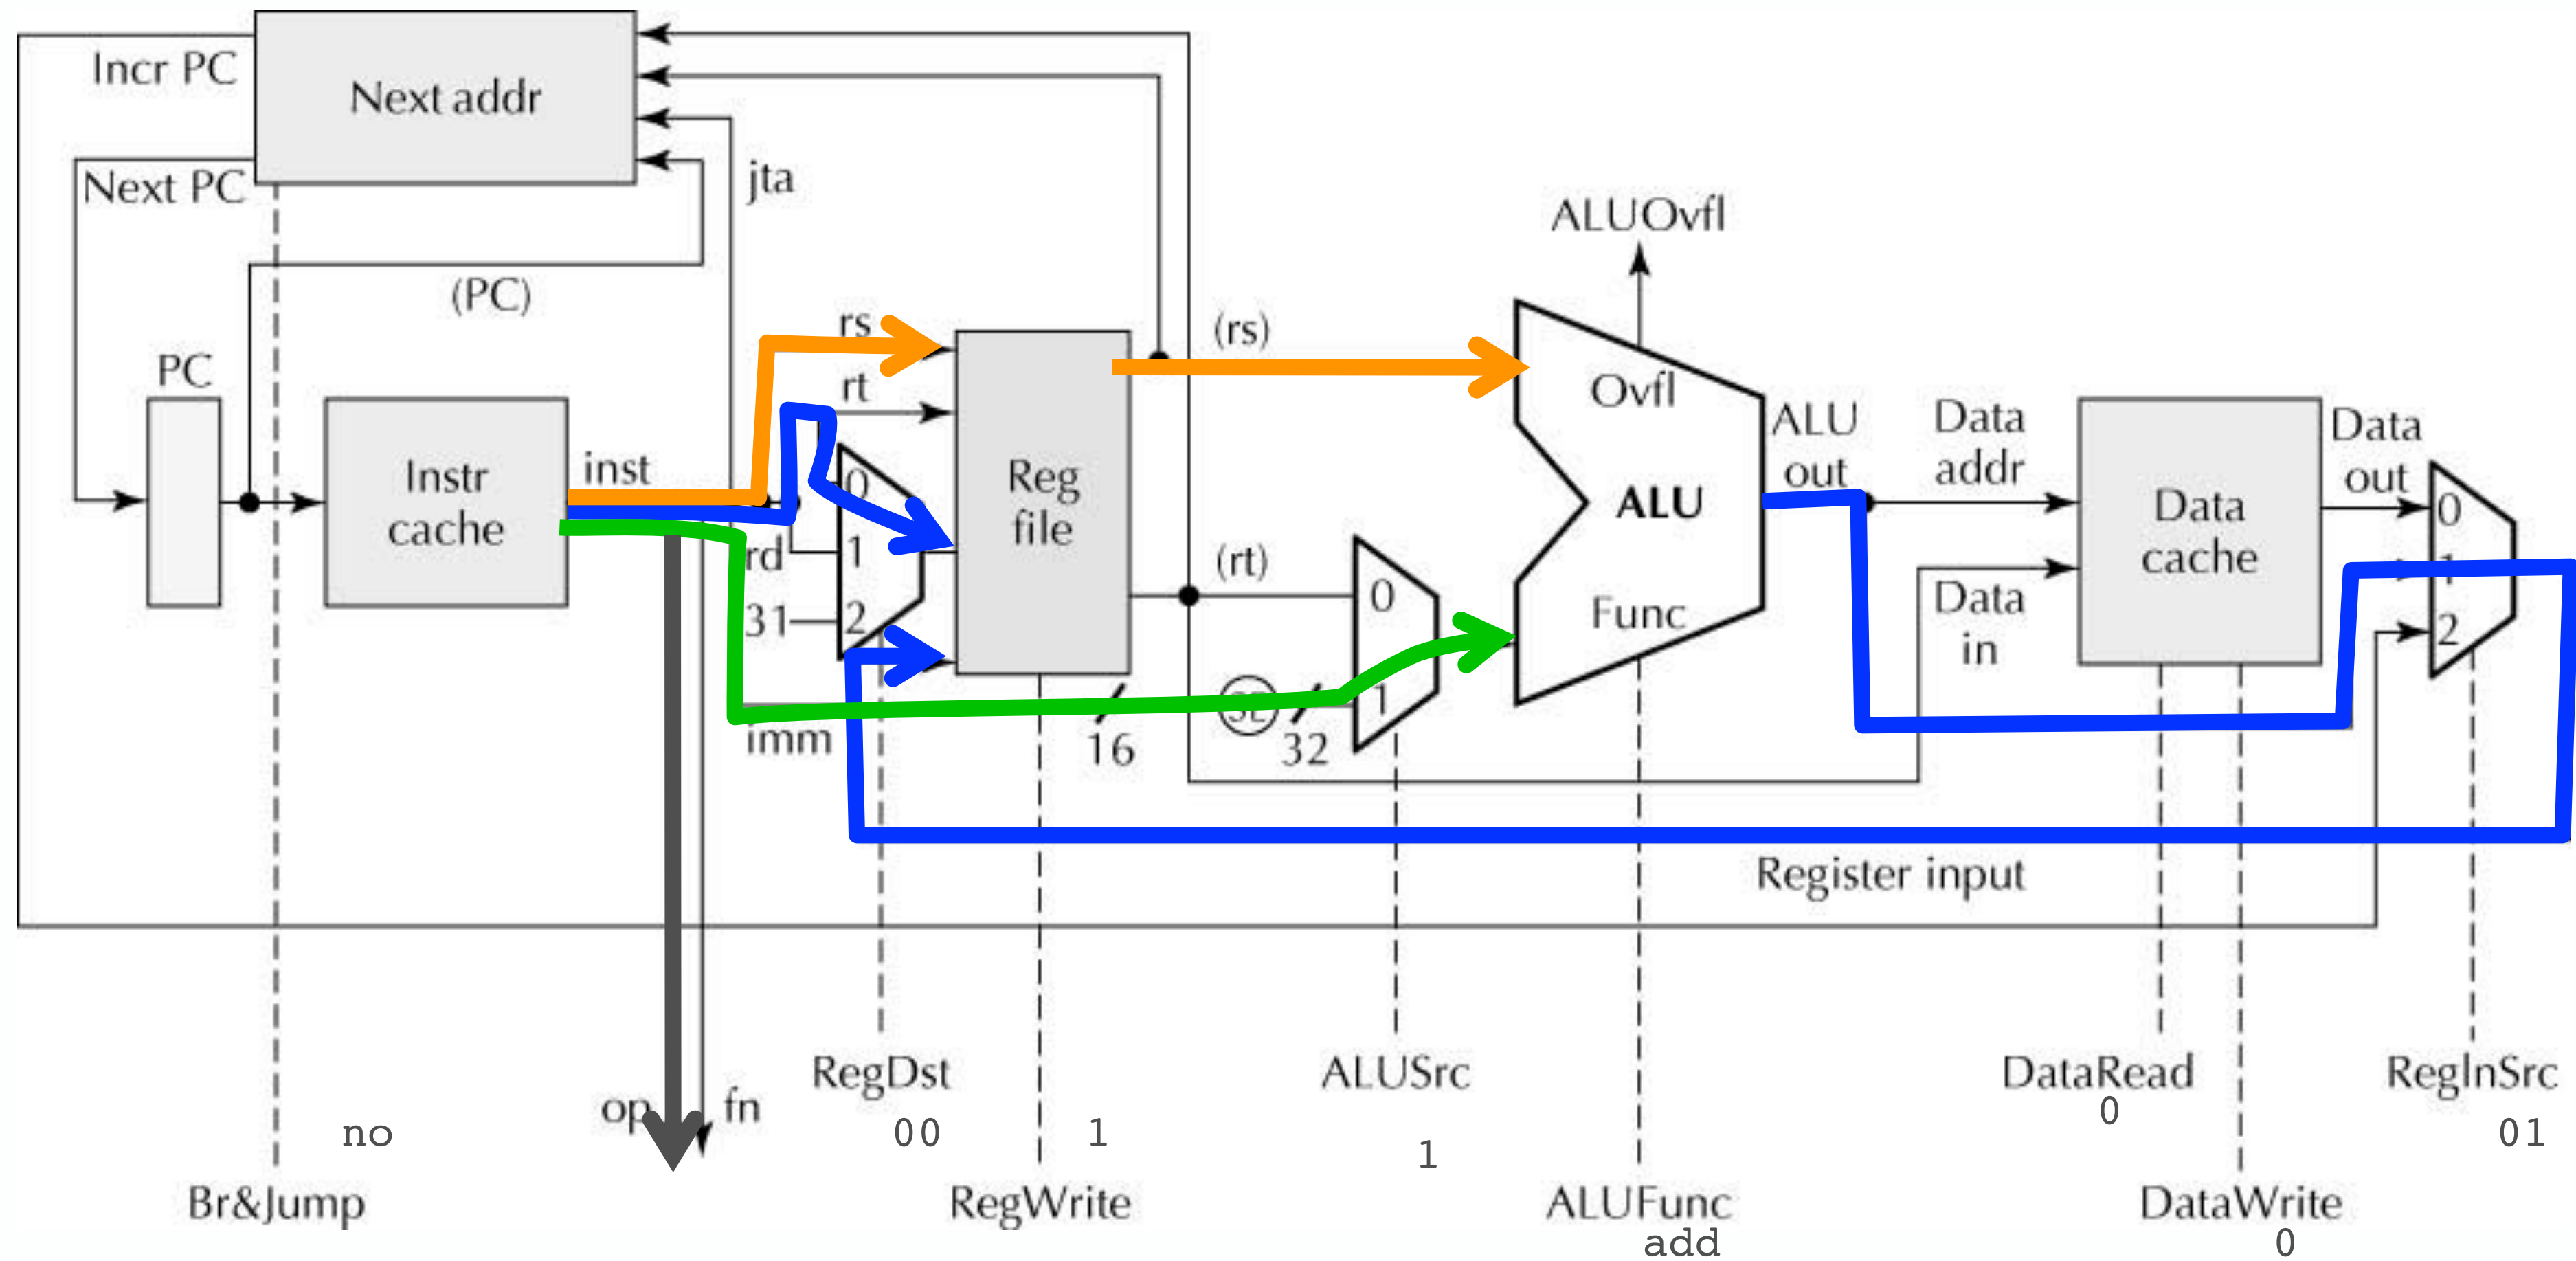 Incr PC
Next addr
Next PC
jta
(PC)
PC
Instr
cache
inst
rs
rt
rd
31
imm
0
1
2
Reg
file
(rs)
(rt)
16
SE
32
0
1
ALUOvfl
Ovfl
ALU
Func
ALU
out
Data
addr
Data
in
Data
cache
Data
out
0
1
2
Register input
op
fn
RegDst
00
ALUSrc
1
DataRead
0
RegInSrc
01
no
Br&Jump
1
RegWrite
ALUFunc
add
DataWrite
0